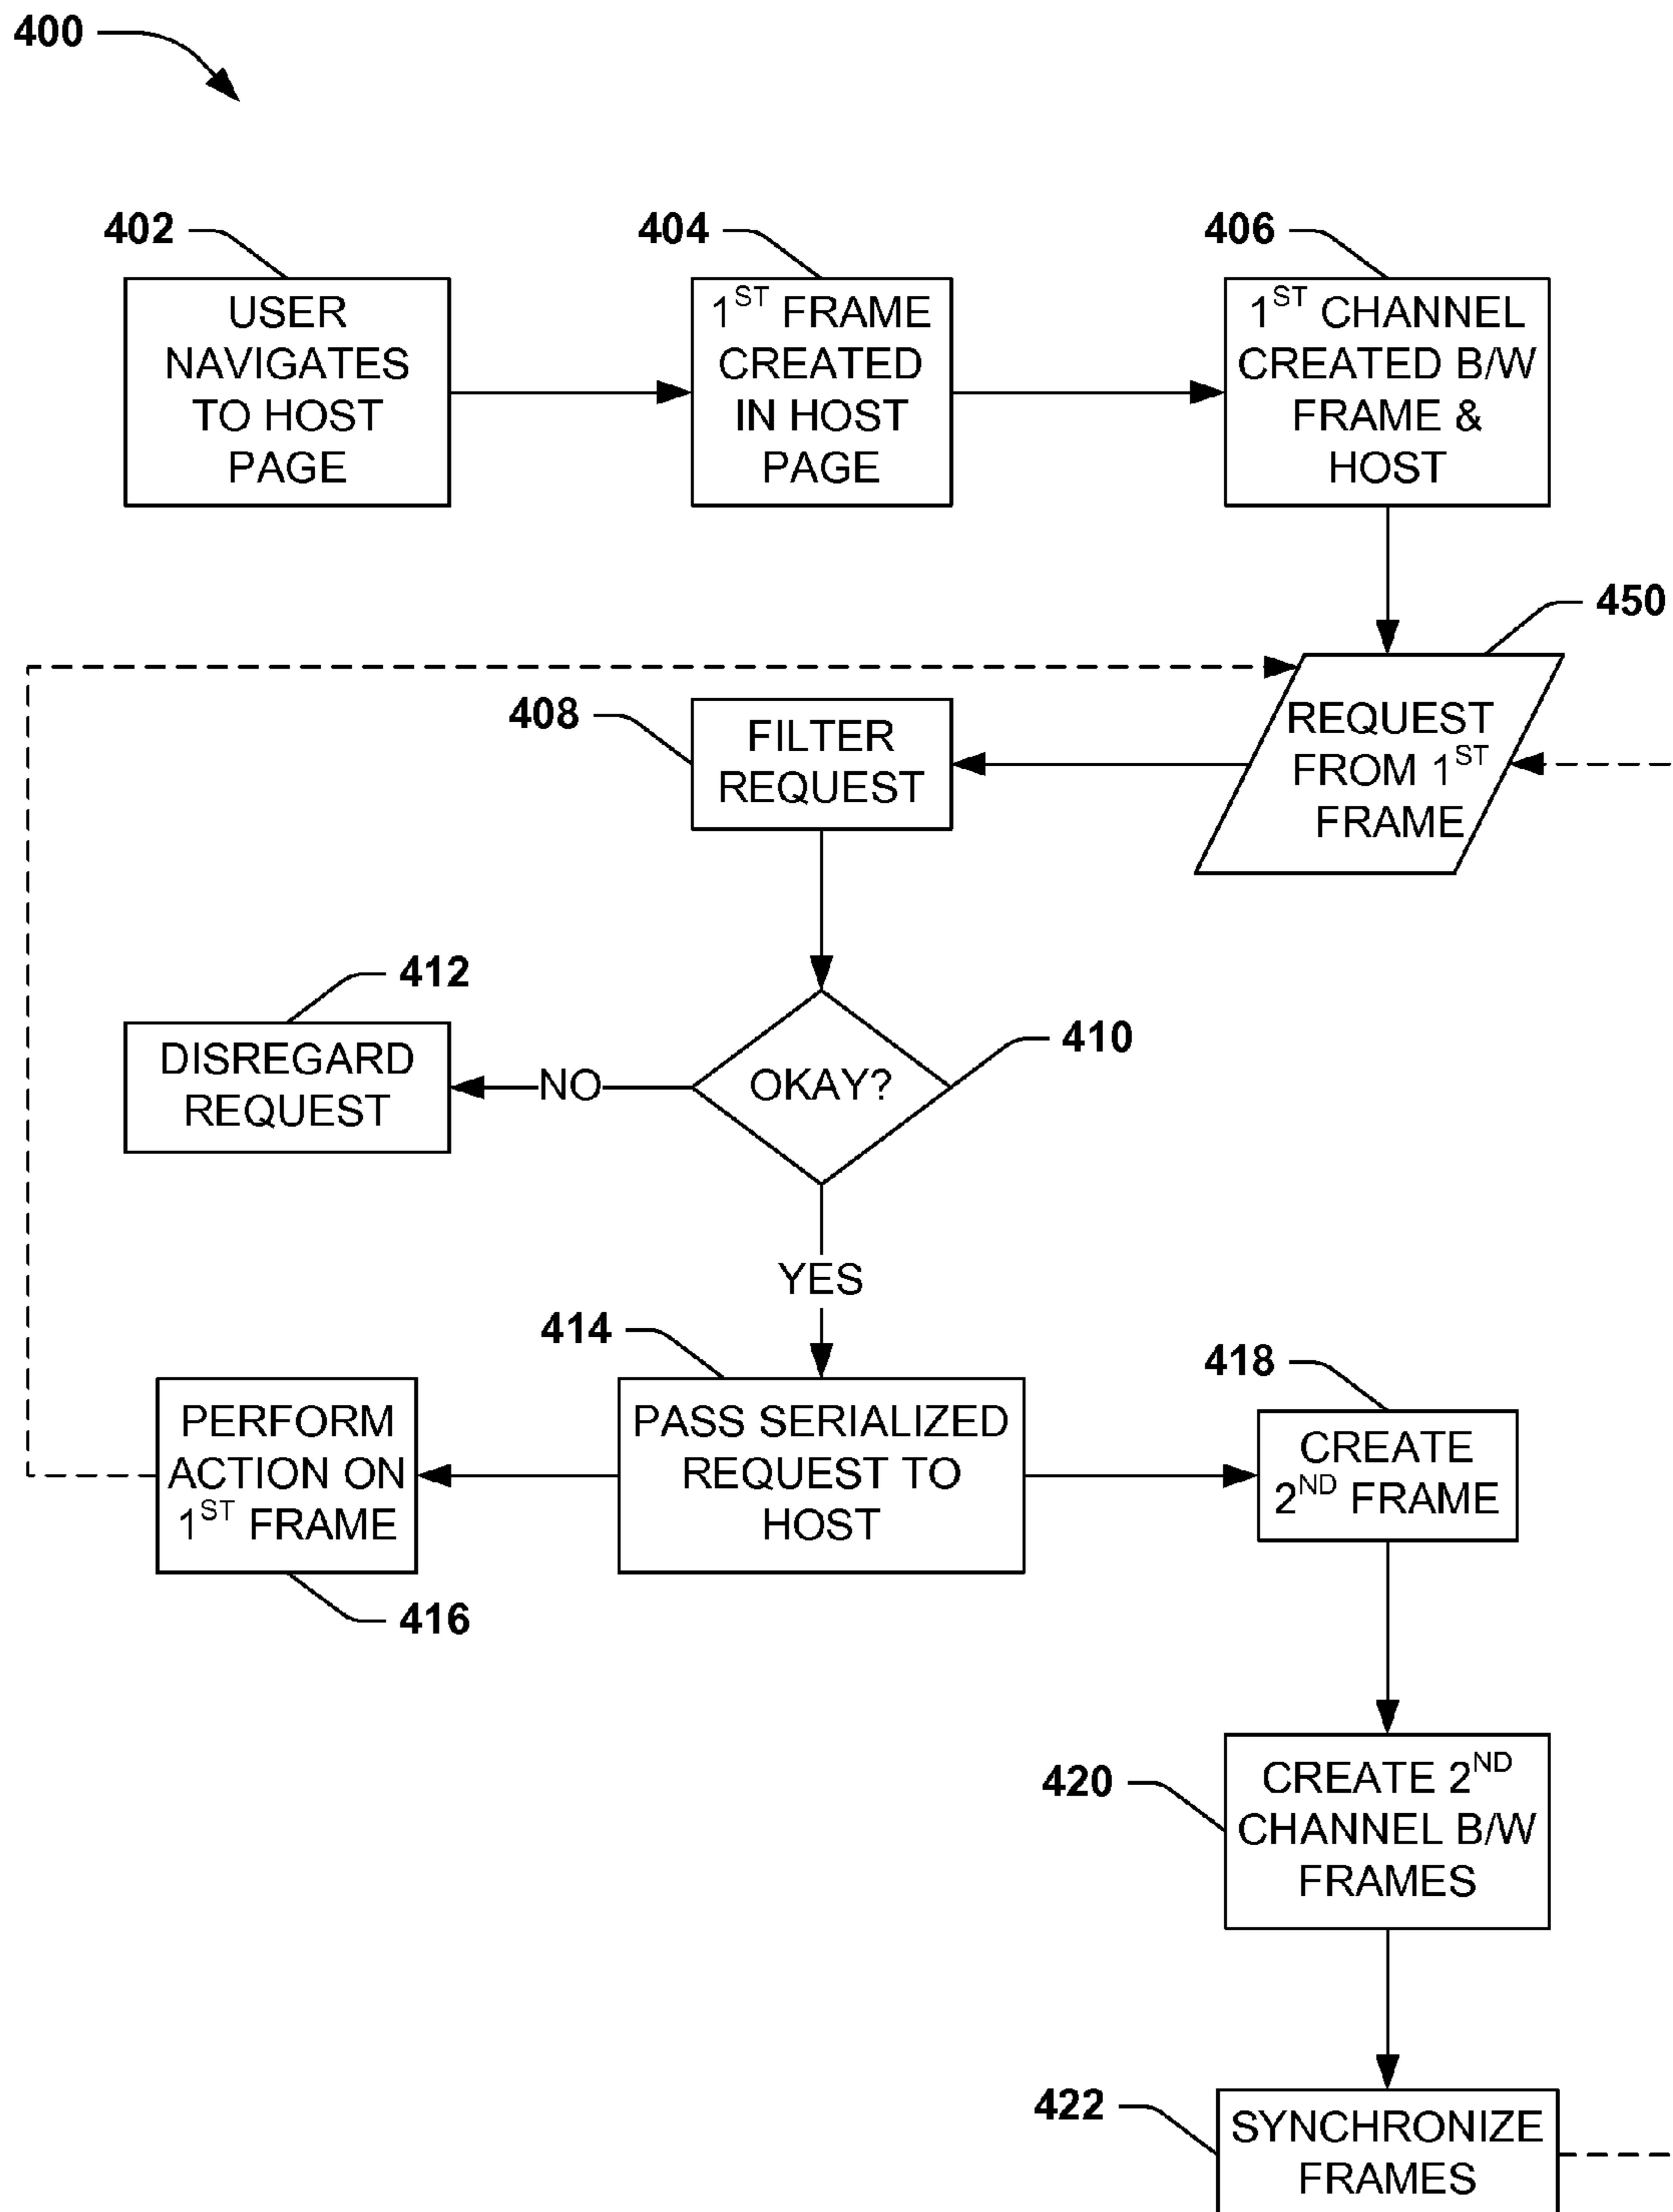 400
402
USER
NAVIGATES
TO HOST
PAGE
404
1ST FRAME
CREATED
IN HOST
PAGE
406
1ST CHANNEL
CREATED B/W
FRAME &
HOST
450
REQUEST
FROM 1ST
FRAME
408
FILTER
REQUEST
410
OKAY?
NO
412
DISREGARD
REQUEST
YES
414
PASS SERIALIZED
REQUEST TO
HOST
PERFORM
ACTION ON
1ST FRAME
416
418
CREATE
2ND FRAME
420
CREATE 2ND
CHANNEL B/W
FRAMES
422
SYNCHRONIZE
FRAMES